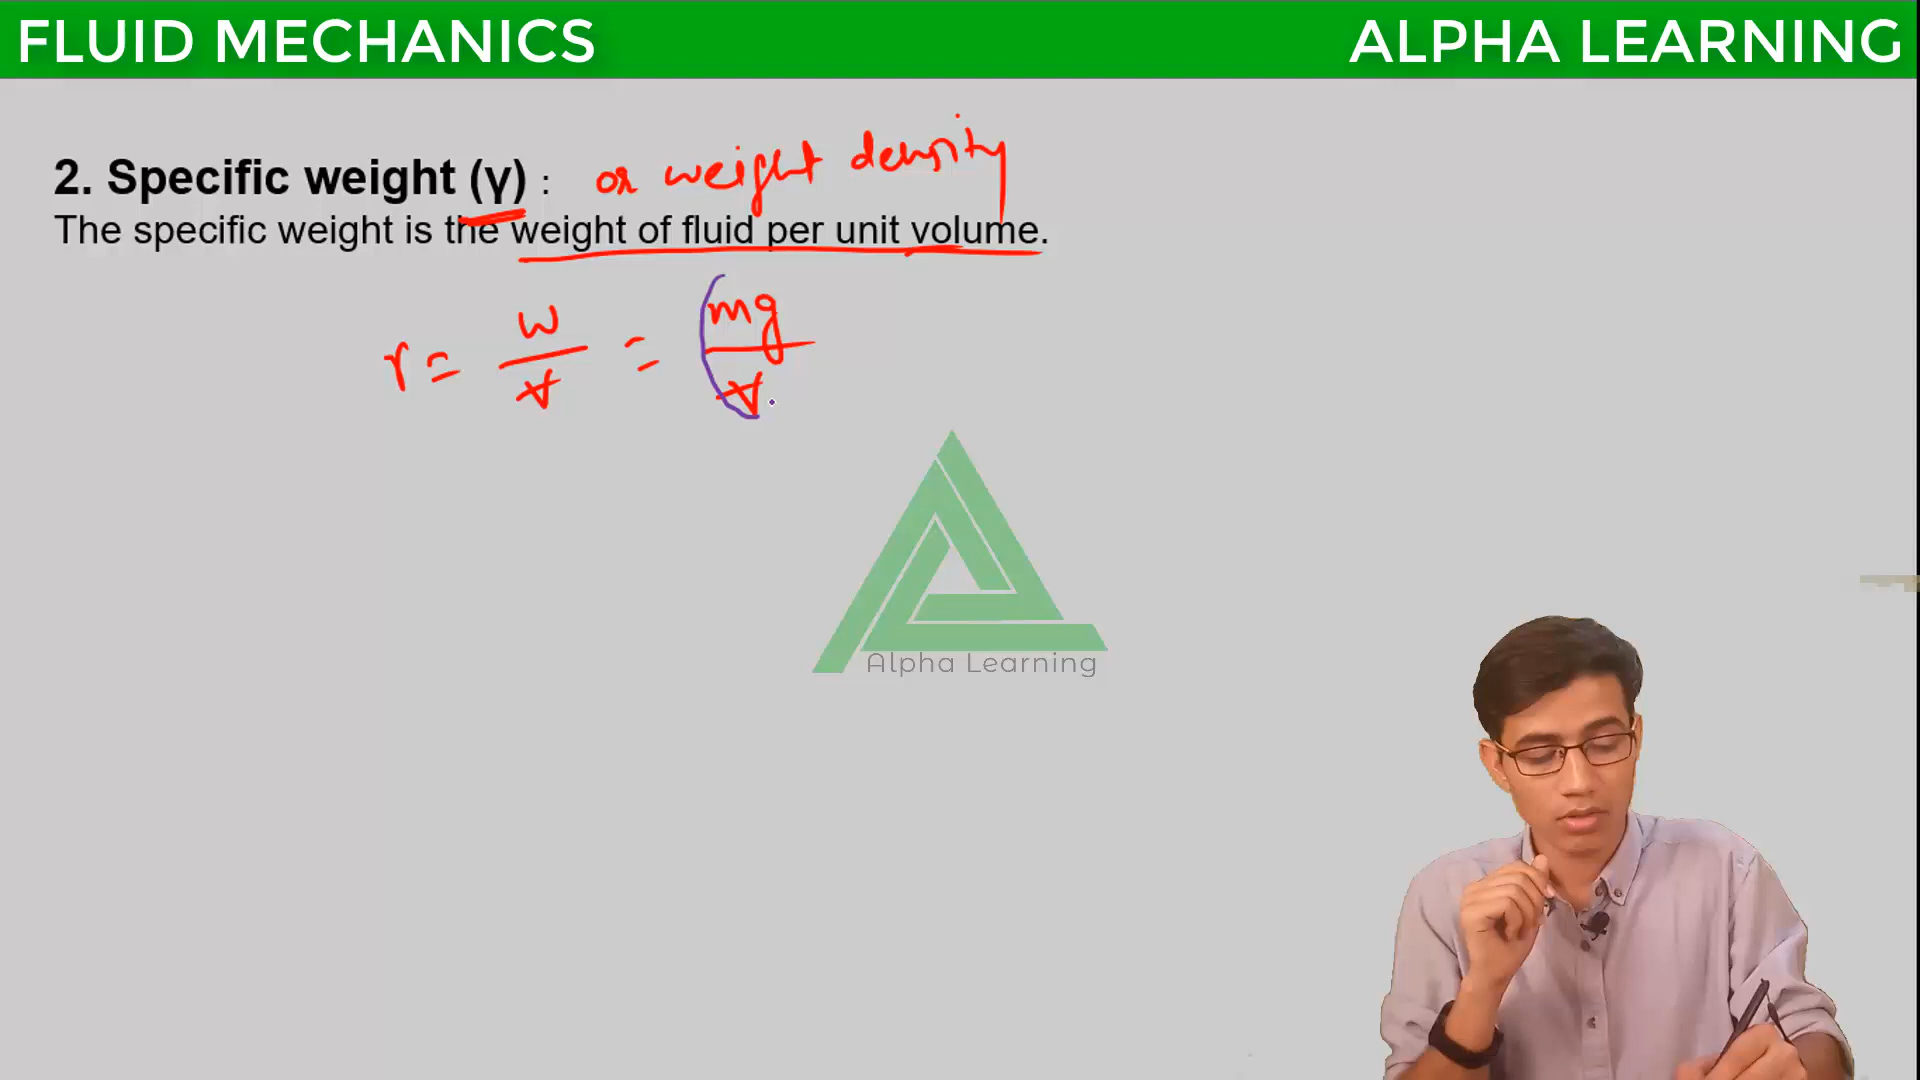 FLUID MECHANICS
ALPHA LEARNING
2. Specific weight (γ) : or weight density
The specific weight is the weight of fluid per unit volume.
γ = W/V = mg/V
Alpha Learning